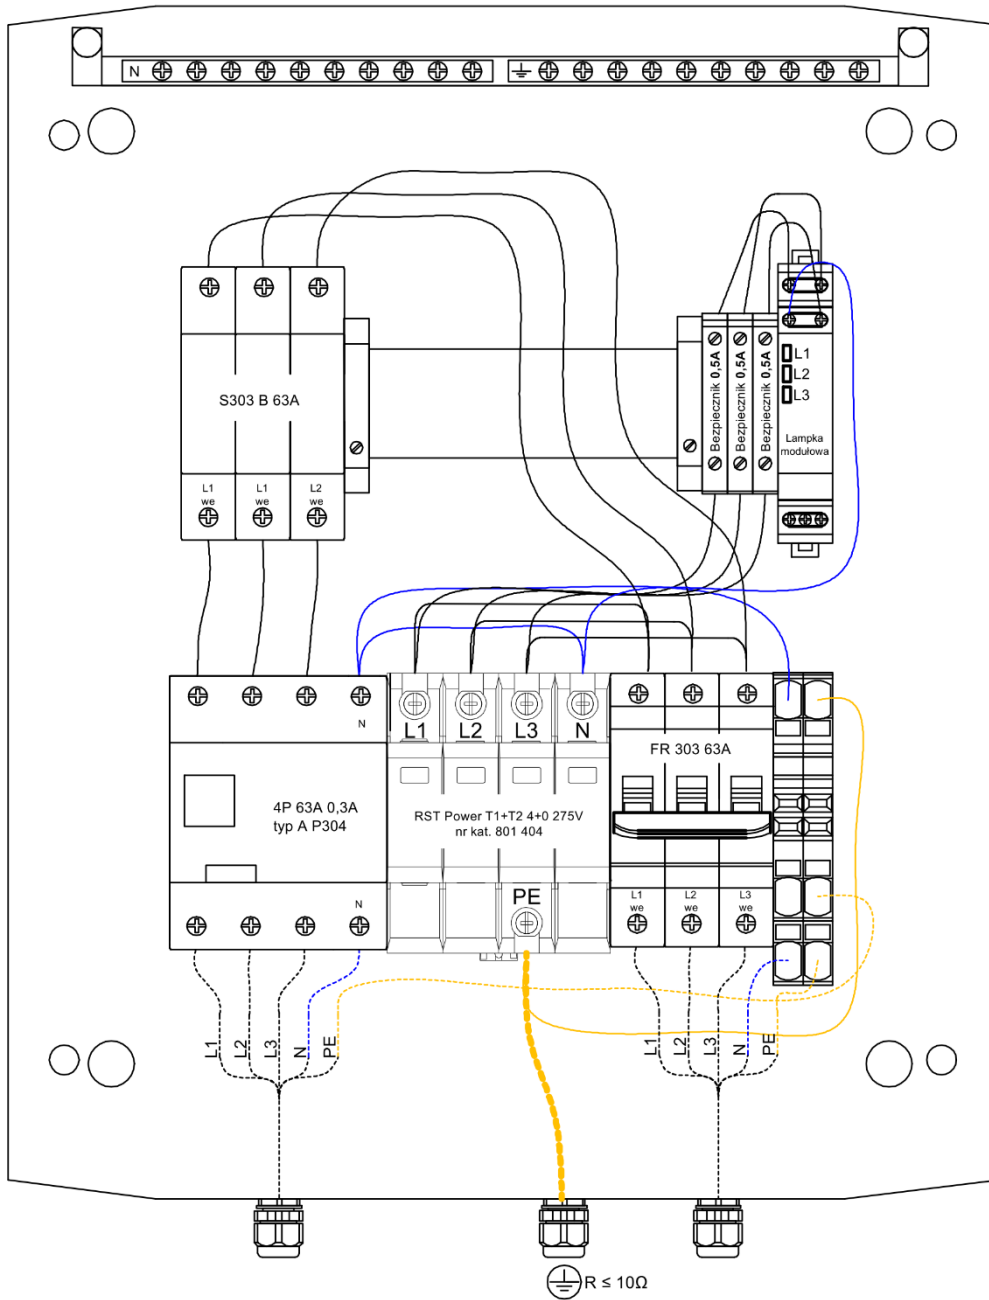 N
L1
L2
L3
Bezpiecznik 0,5A
Bezpiecznik 0,5A
Bezpiecznik 0,5A
Lampka
modułowa
S303 B 63A
L1
we
L1
we
L2
we
N
L1
L2
L3
N
FR 303 63A
4P 63A 0,3A
typ A P304
RST Power T1+T2 4+0 275V
nr kat. 801 404
N
PE
L1
we
L2
we
L3
we
L1
L2
L3
N
PE
L1
L2
L3
N
PE
R ≤ 10Ω